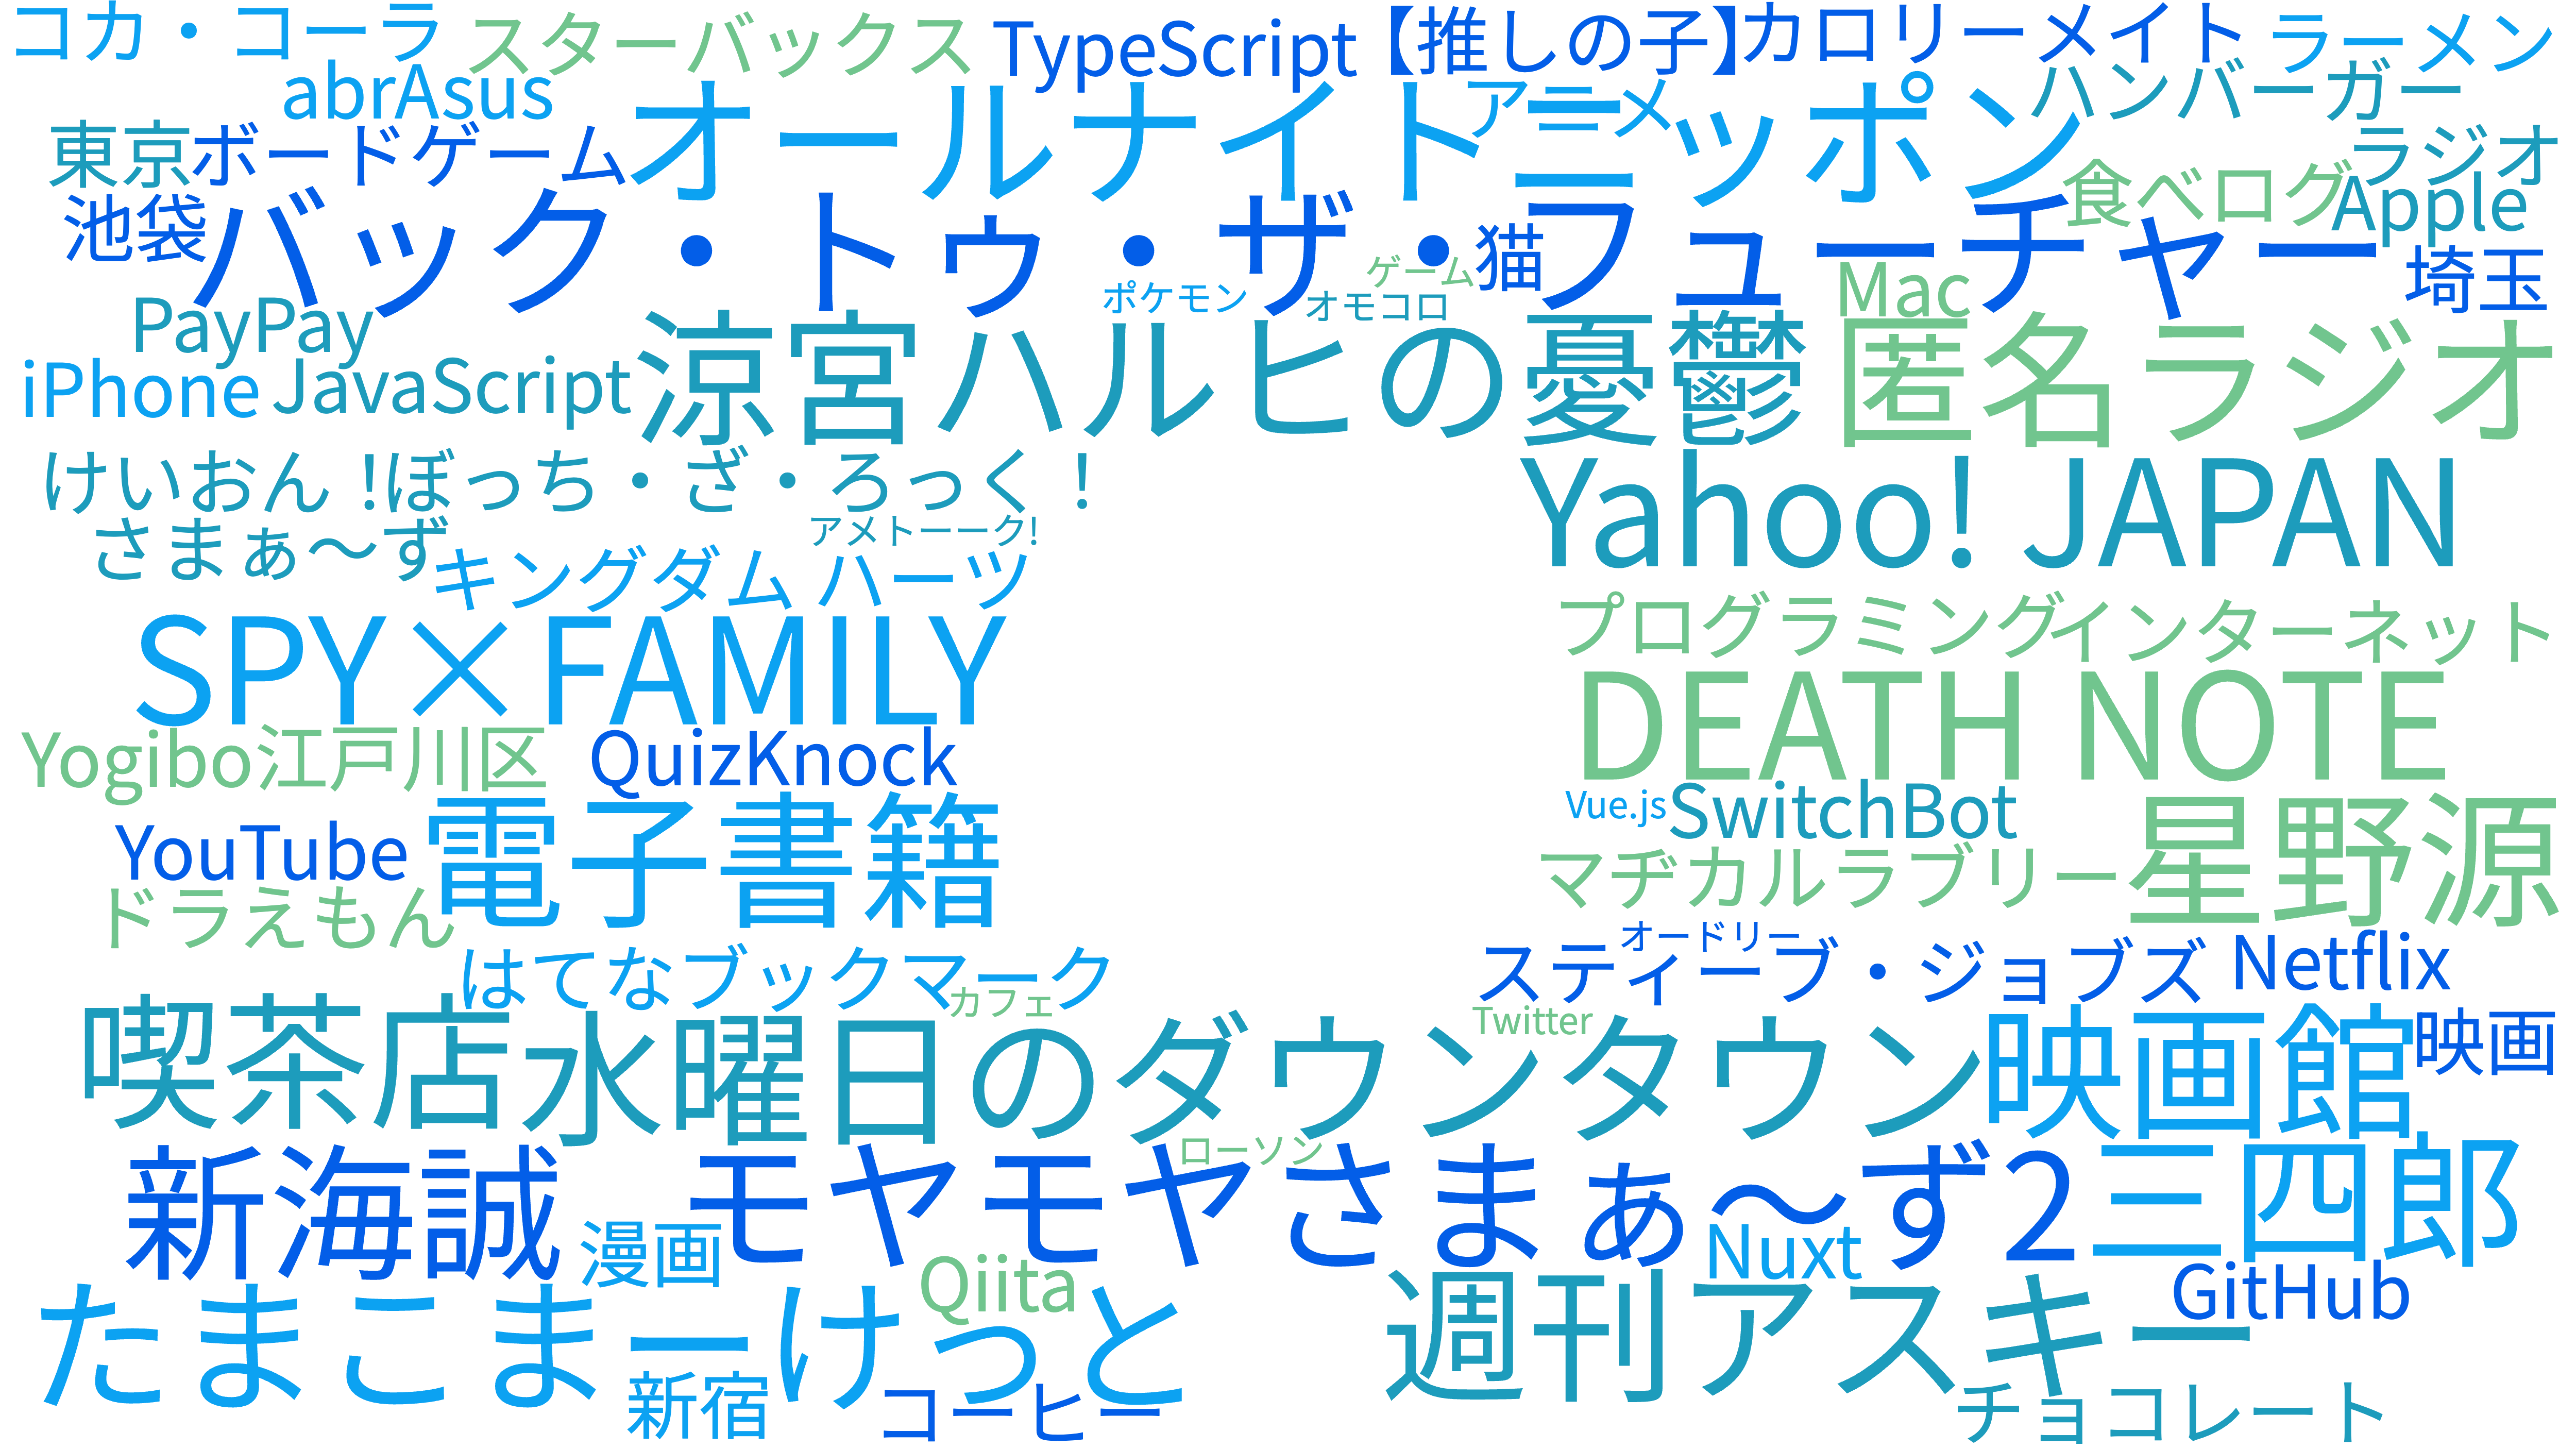 コカ・コーラ
スターバックス
TypeScript
【推しの子】
カロリーメイト
ラーメン
abrAsus
オールナイトニッポン
アニメ
ハンバーガー
東京
ボードゲーム
ラジオ
食べログ
Apple
池袋
バック・トゥ・ザ・フューチャー
猫
埼玉
PayPay
ポケモン
ゲーム
オモコロ
Mac
iPhone
JavaScript
涼宮ハルヒの憂鬱
匿名ラジオ
けいおん！
ぼっち・ざ・ろっく！
Yahoo! JAPAN
さまぁ～ず
アメトーーク!
キングダム ハーツ
プログラミング
インターネット
SPY×FAMILY
DEATH NOTE
Yogibo
江戸川区
QuizKnock
Vue.js
SwitchBot
YouTube
電子書籍
マヂカルラブリー
星野源
ドラえもん
オードリー
はてなブックマーク
スティーブ・ジョブズ
Netflix
カフェ
Twitter
喫茶店
水曜日のダウンタウン
映画館
映画
新海誠
モヤモヤさまぁ～ず2
ローソン
三四郎
漫画
Qiita
Nuxt
GitHub
たまこまーけっと
週刊アスキー
新宿
コーヒー
チョコレート